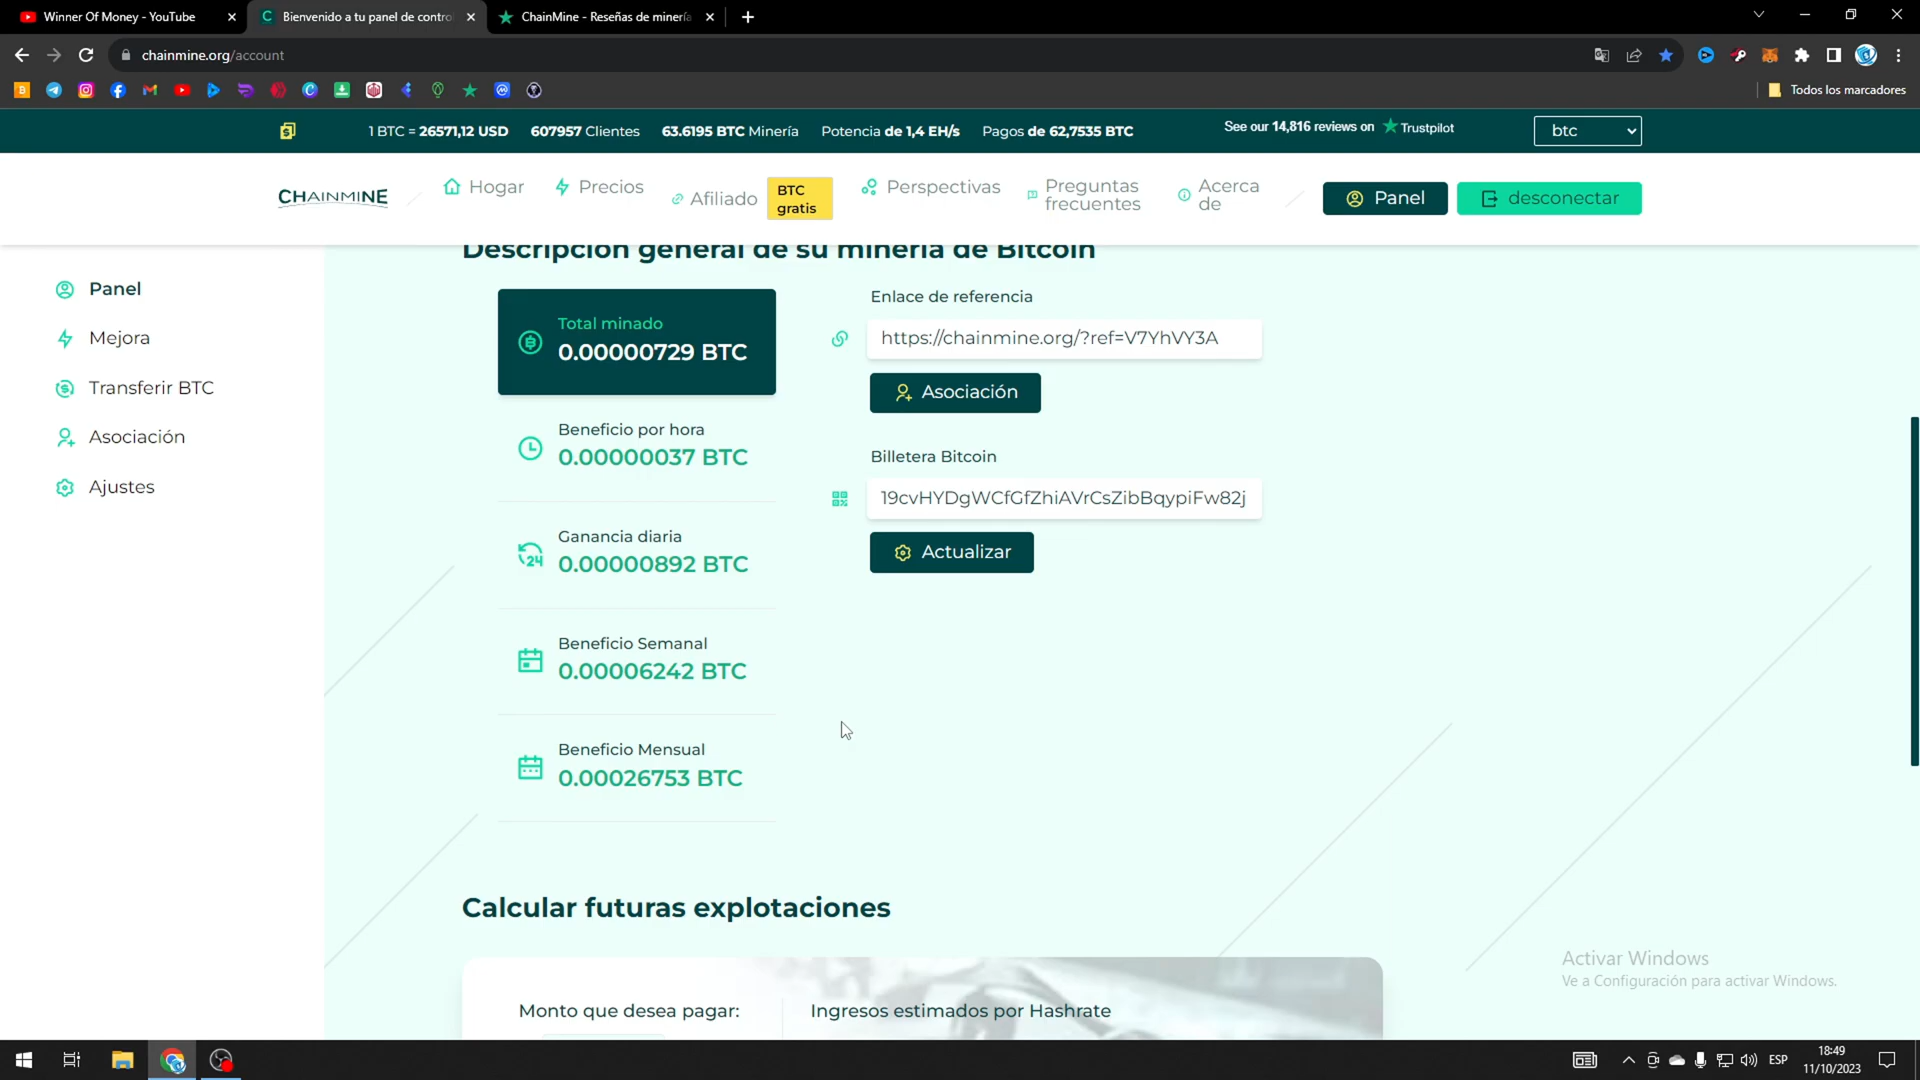 Winner Of Money - YouTube
Bienvenido a tu panel de contro
ChainMine - Reseñas de minería
chainmine.org/account
Todos los marcadores
1 BTC = 26571,12 USD
607957 Clientes
63.6195 BTC Minería
Potencia de 1,4 EH/s
Pagos de 62,7535 BTC
See our 14,816 reviews on Trustpilot
btc
CHAINMINE
Hogar
Precios
Afiliado
BTC
gratis
Perspectivas
Preguntas
frecuentes
Acerca
de
Panel
desconectar
Descripción general de su minería de Bitcoin
Panel
Mejora
Transferir BTC
Asociación
Ajustes
Total minado
0.00000729 BTC
Beneficio por hora
0.00000037 BTC
Ganancia diaria
0.00000892 BTC
Beneficio Semanal
0.00006242 BTC
Beneficio Mensual
0.00026753 BTC
Enlace de referencia
https://chainmine.org/?ref=V7YhVY3A
Asociación
Billetera Bitcoin
19cvHYDgWCfGfZhiAVrCsZibBqypiFw82j
Actualizar
Calcular futuras explotaciones
Monto que desea pagar:
Ingresos estimados por Hashrate
Activar Windows
Ve a Configuración para activar Windows.
ESP
18:49
11/10/2023